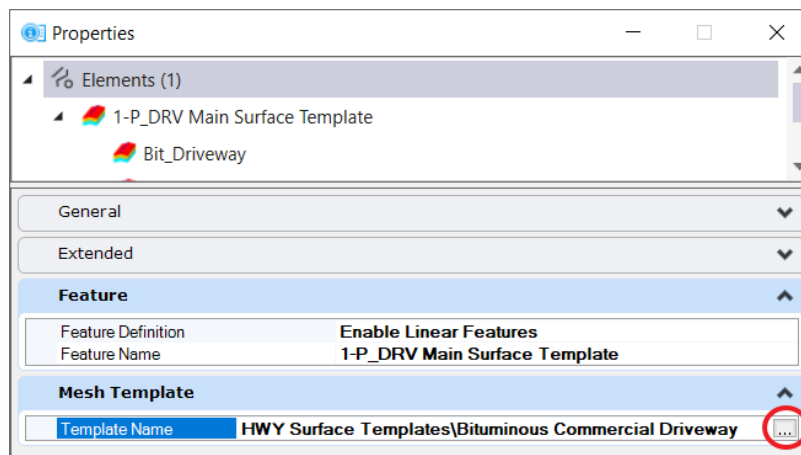 Properties
Elements (1)
1-P_DRV Main Surface Template
Bit_Driveway
General
Extended
Feature
Feature Definition Enable Linear Features
Feature Name 1-P_DRV Main Surface Template
Mesh Template
Template Name HWY Surface Templates\Bituminous Commercial Driveway ...